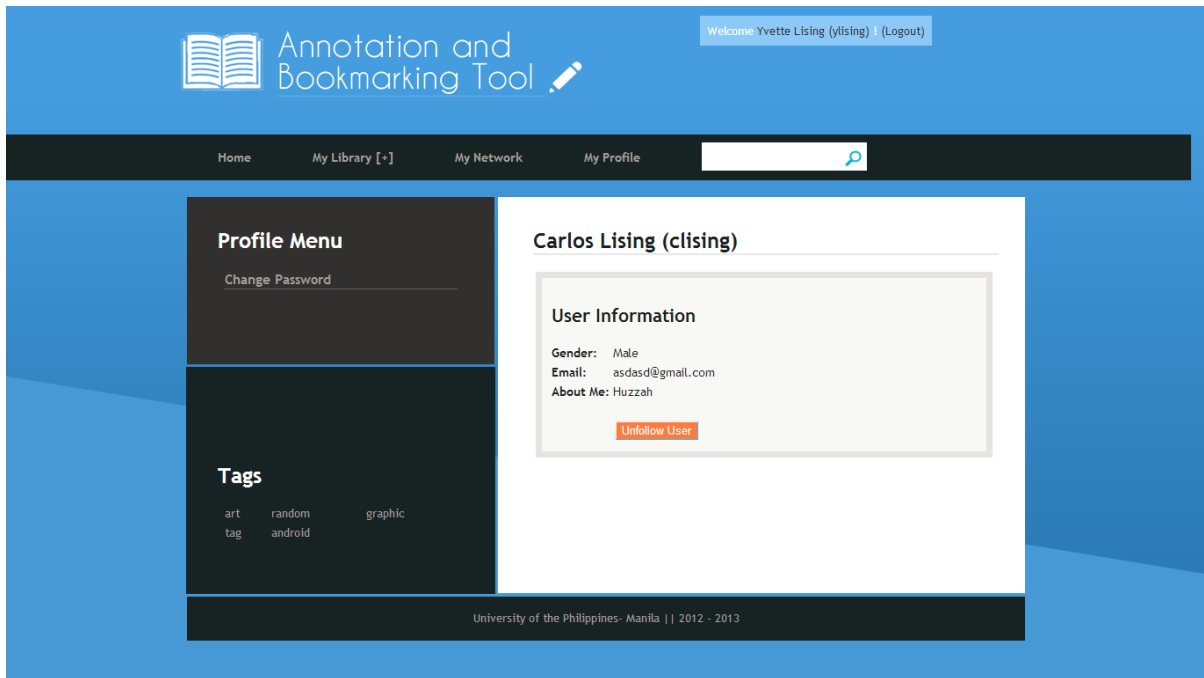 Annotation and
Bookmarking Tool
Welcome Yvette Lising (ylising) ! (Logout)
Home My Library [+] My Network My Profile
Profile Menu
Change Password
Tags
art random graphic
tag android
Carlos Lising (clising)
User Information
Gender: Male
Email: asdasd@gmail.com
About Me: Huzzah
Unfollow User
University of the Philippines- Manila || 2012 - 2013